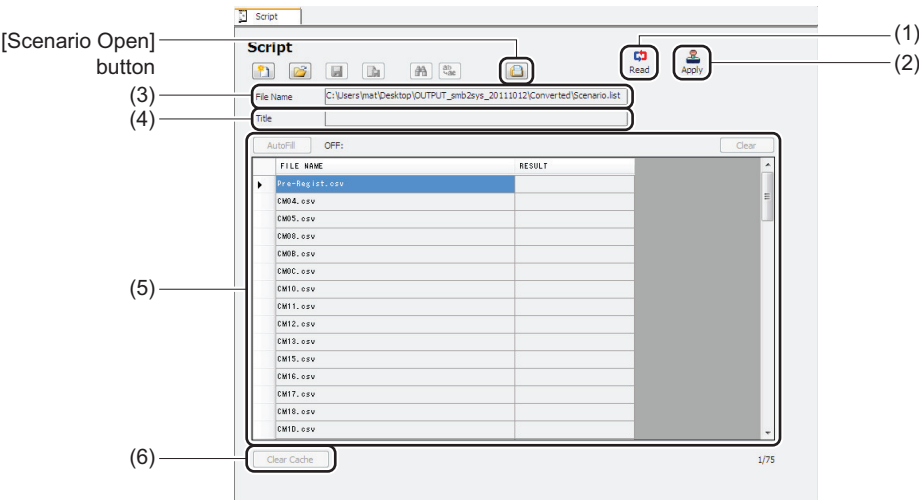 Script
[Scenario Open]
button
Script
Read
Apply
(1)
(2)
(3)
File Name
C:\Users\mat\Desktop\OUTPUT_smb2sys_20111012\Converted\Scenario.list
(4)
Title
AutoFill
OFF:
Clear
FILE NAME
RESULT
Pre-Regist.csv
CM04.csv
CM05.csv
CM08.csv
CM0B.csv
CM0C.csv
(5)
CM10.csv
CM11.csv
CM12.csv
CM13.csv
CM15.csv
CM16.csv
CM17.csv
CM18.csv
CM1D.csv
(6)
Clear Cache
1/75